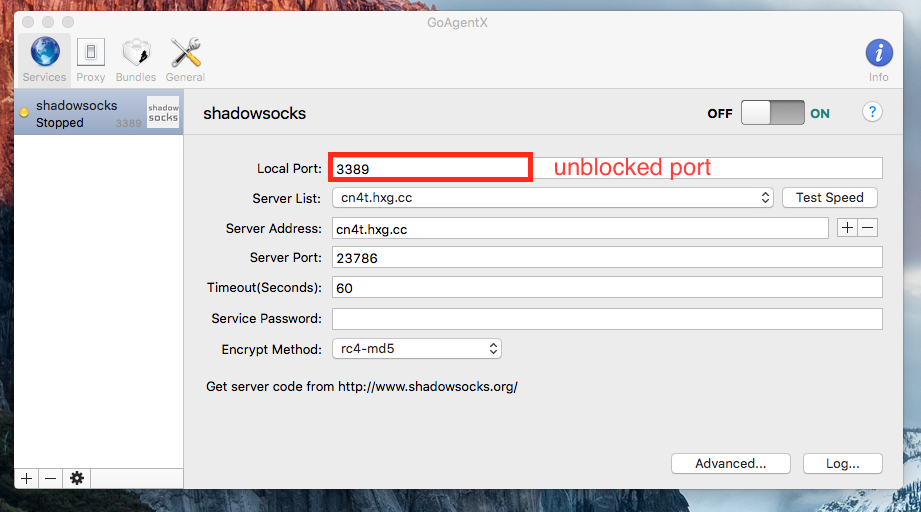 GoAgentX
Services Proxy Bundles General Info
shadowsocks
Stopped 3389
shadow
socks
shadowsocks OFF ON ?
Local Port: 3389 unblocked port
Server List: cn4t.hxg.cc Test Speed
Server Address: cn4t.hxg.cc + −
Server Port: 23786
Timeout(Seconds): 60
Service Password:
Encrypt Method: rc4-md5
Get server code from http://www.shadowsocks.org/
Advanced... Log...
+ −